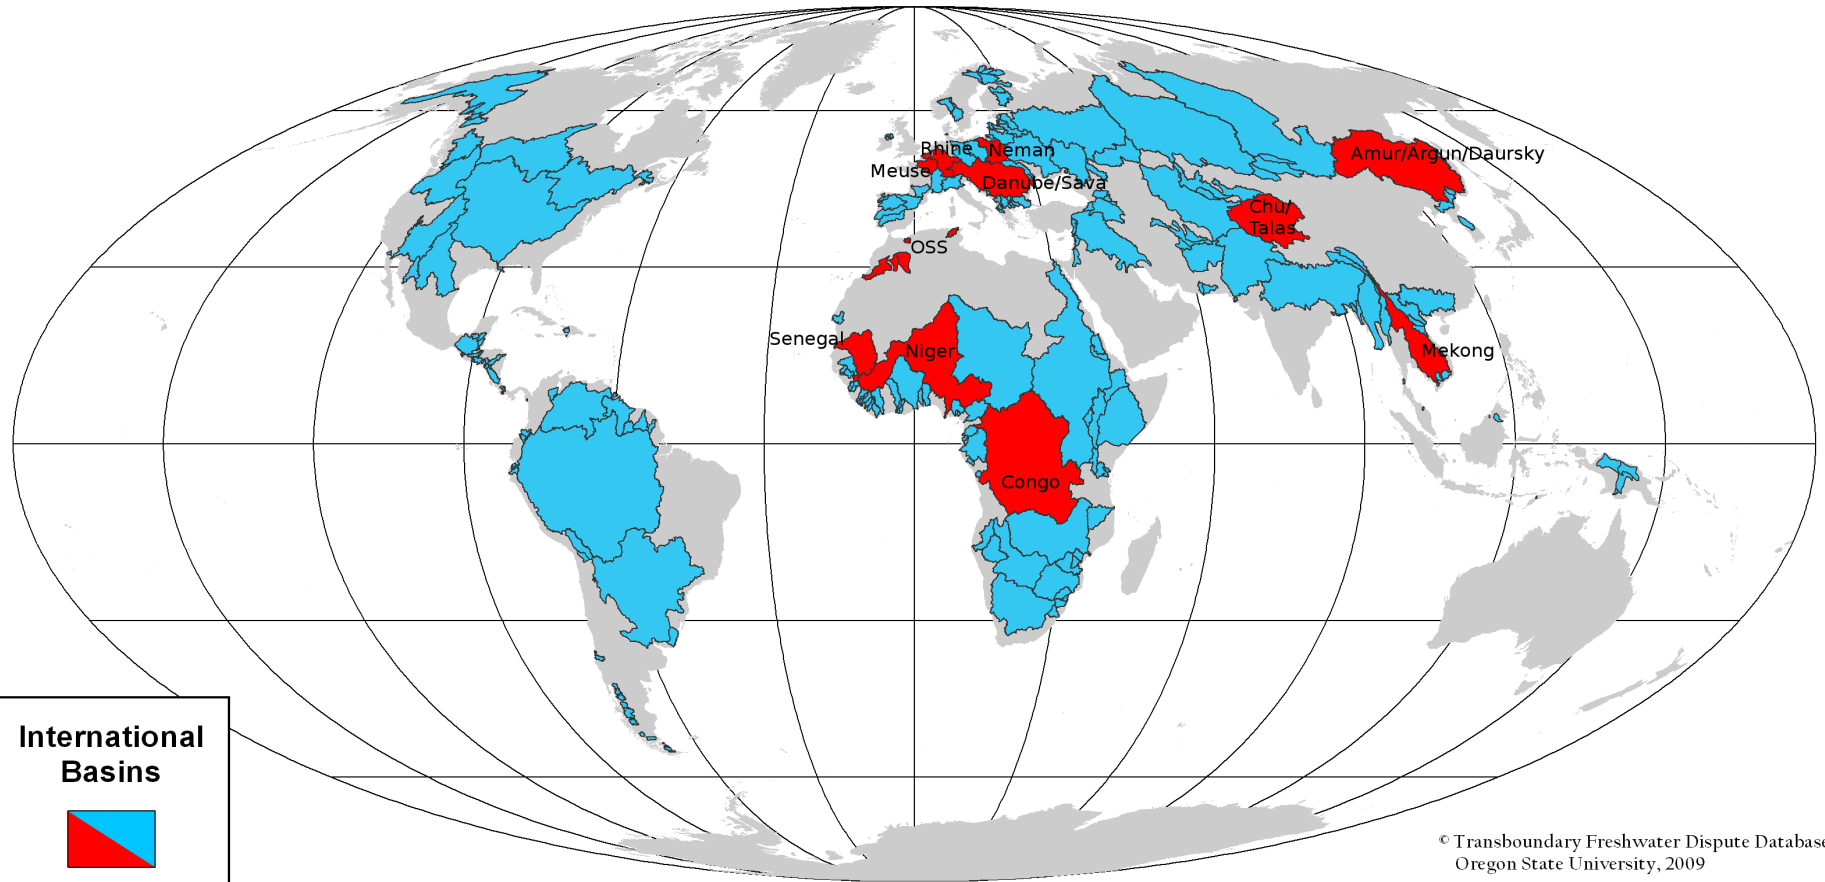 Rhine
Neman
Amur/Argun/Daursky
Meuse
Danube/Sava
Chu/
Talas
OSS
Senegal
Niger
Mekong
Congo
International
Basins
© Transboundary Freshwater Dispute Database
Oregon State University, 2009